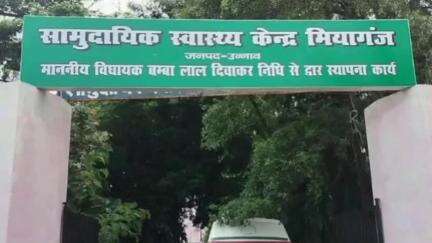 सामुदायिक स्वास्थ्य केन्द्र मियागंज
जनपद-उन्नाव
माननीय विधायक बम्बा लाल दिवाकर निधि से द्वार स्थापना कार्य